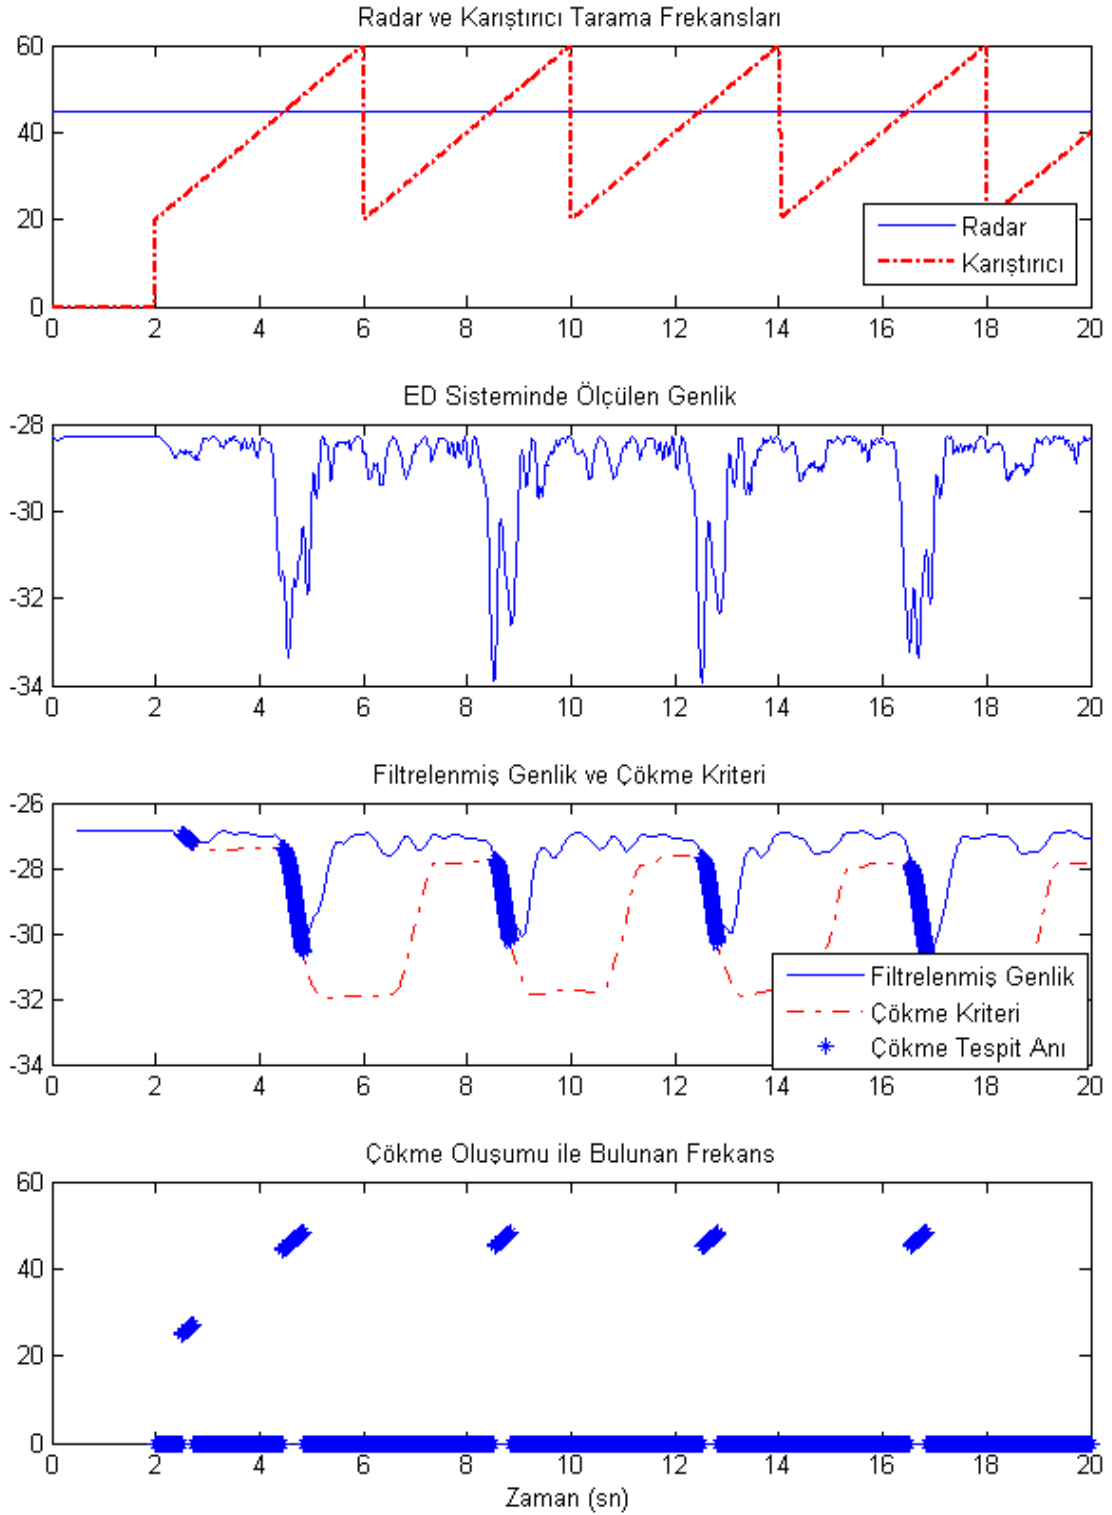 Radar ve Karıştırıcı Tarama Frekansları
60
40
20
0
0 2 4 6 8 10 12 14 16 18 20
Radar
Karıştırıcı
ED Sisteminde Ölçülen Genlik
-28
-30
-32
-34
0 2 4 6 8 10 12 14 16 18 20
Filtrelenmiş Genlik ve Çökme Kriteri
-26
-28
-30
-32
-34
0 2 4 6 8 10 12 14 16 18 20
Filtrelenmiş Genlik
Çökme Kriteri
Çökme Tespit Anı
Çökme Oluşumu ile Bulunan Frekans
60
40
20
0
0 2 4 6 8 10 12 14 16 18 20
Zaman (sn)